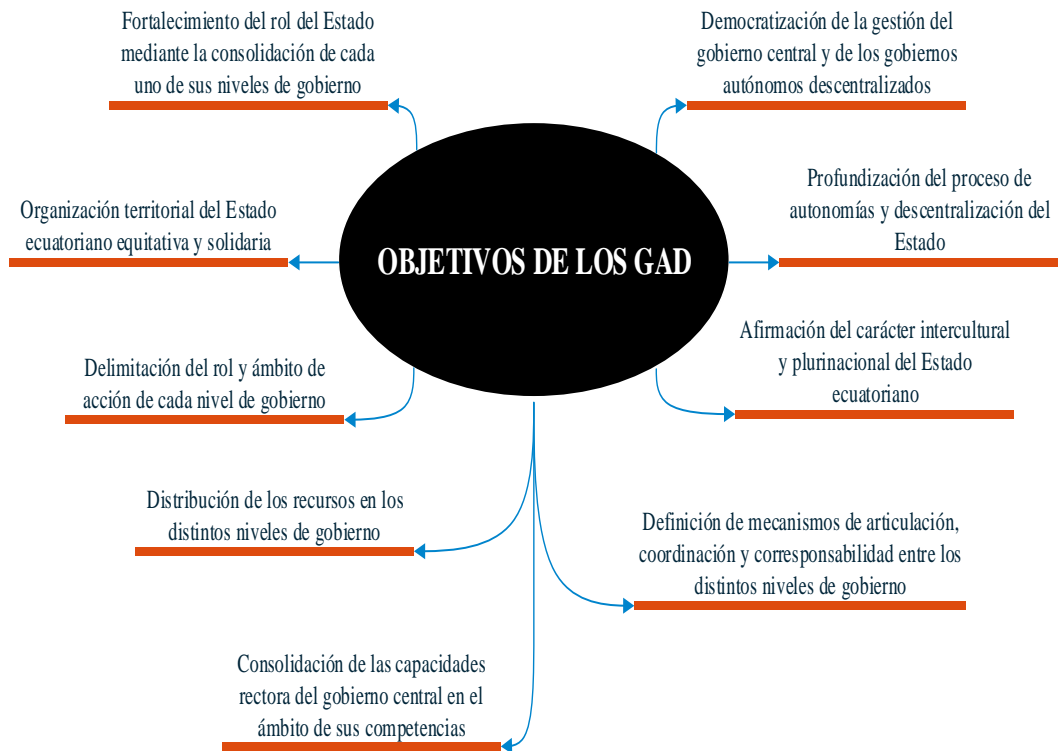 Fortalecimiento del rol del Estado
mediante la consolidación de cada
uno de sus niveles de gobierno
Democratización de la gestión del
gobierno central y de los gobiernos
autónomos descentralizados
Organización territorial del Estado
ecuatoriano equitativa y solidaria
OBJETIVOS DE LOS GAD
Profundización del proceso de
autonomías y descentralización del
Estado
Delimitación del rol y ámbito de
acción de cada nivel de gobierno
Afirmación del carácter intercultural
y plurinacional del Estado
ecuatoriano
Distribución de los recursos en los
distintos niveles de gobierno
Definición de mecanismos de articulación,
coordinación y corresponsabilidad entre los
distintos niveles de gobierno
Consolidación de las capacidades
rectora del gobierno central en el
ámbito de sus competencias